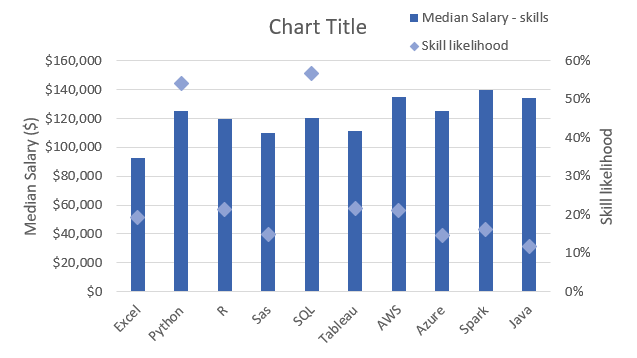 Chart Title
Median Salary - skills
Skill likelihood
Median Salary ($)
$160,000
$140,000
$120,000
$100,000
$80,000
$60,000
$40,000
$20,000
$0
60%
50%
40%
30%
20%
10%
0%
Skill likelihood
Excel
Python
R
Sas
SQL
Tableau
AWS
Azure
Spark
Java